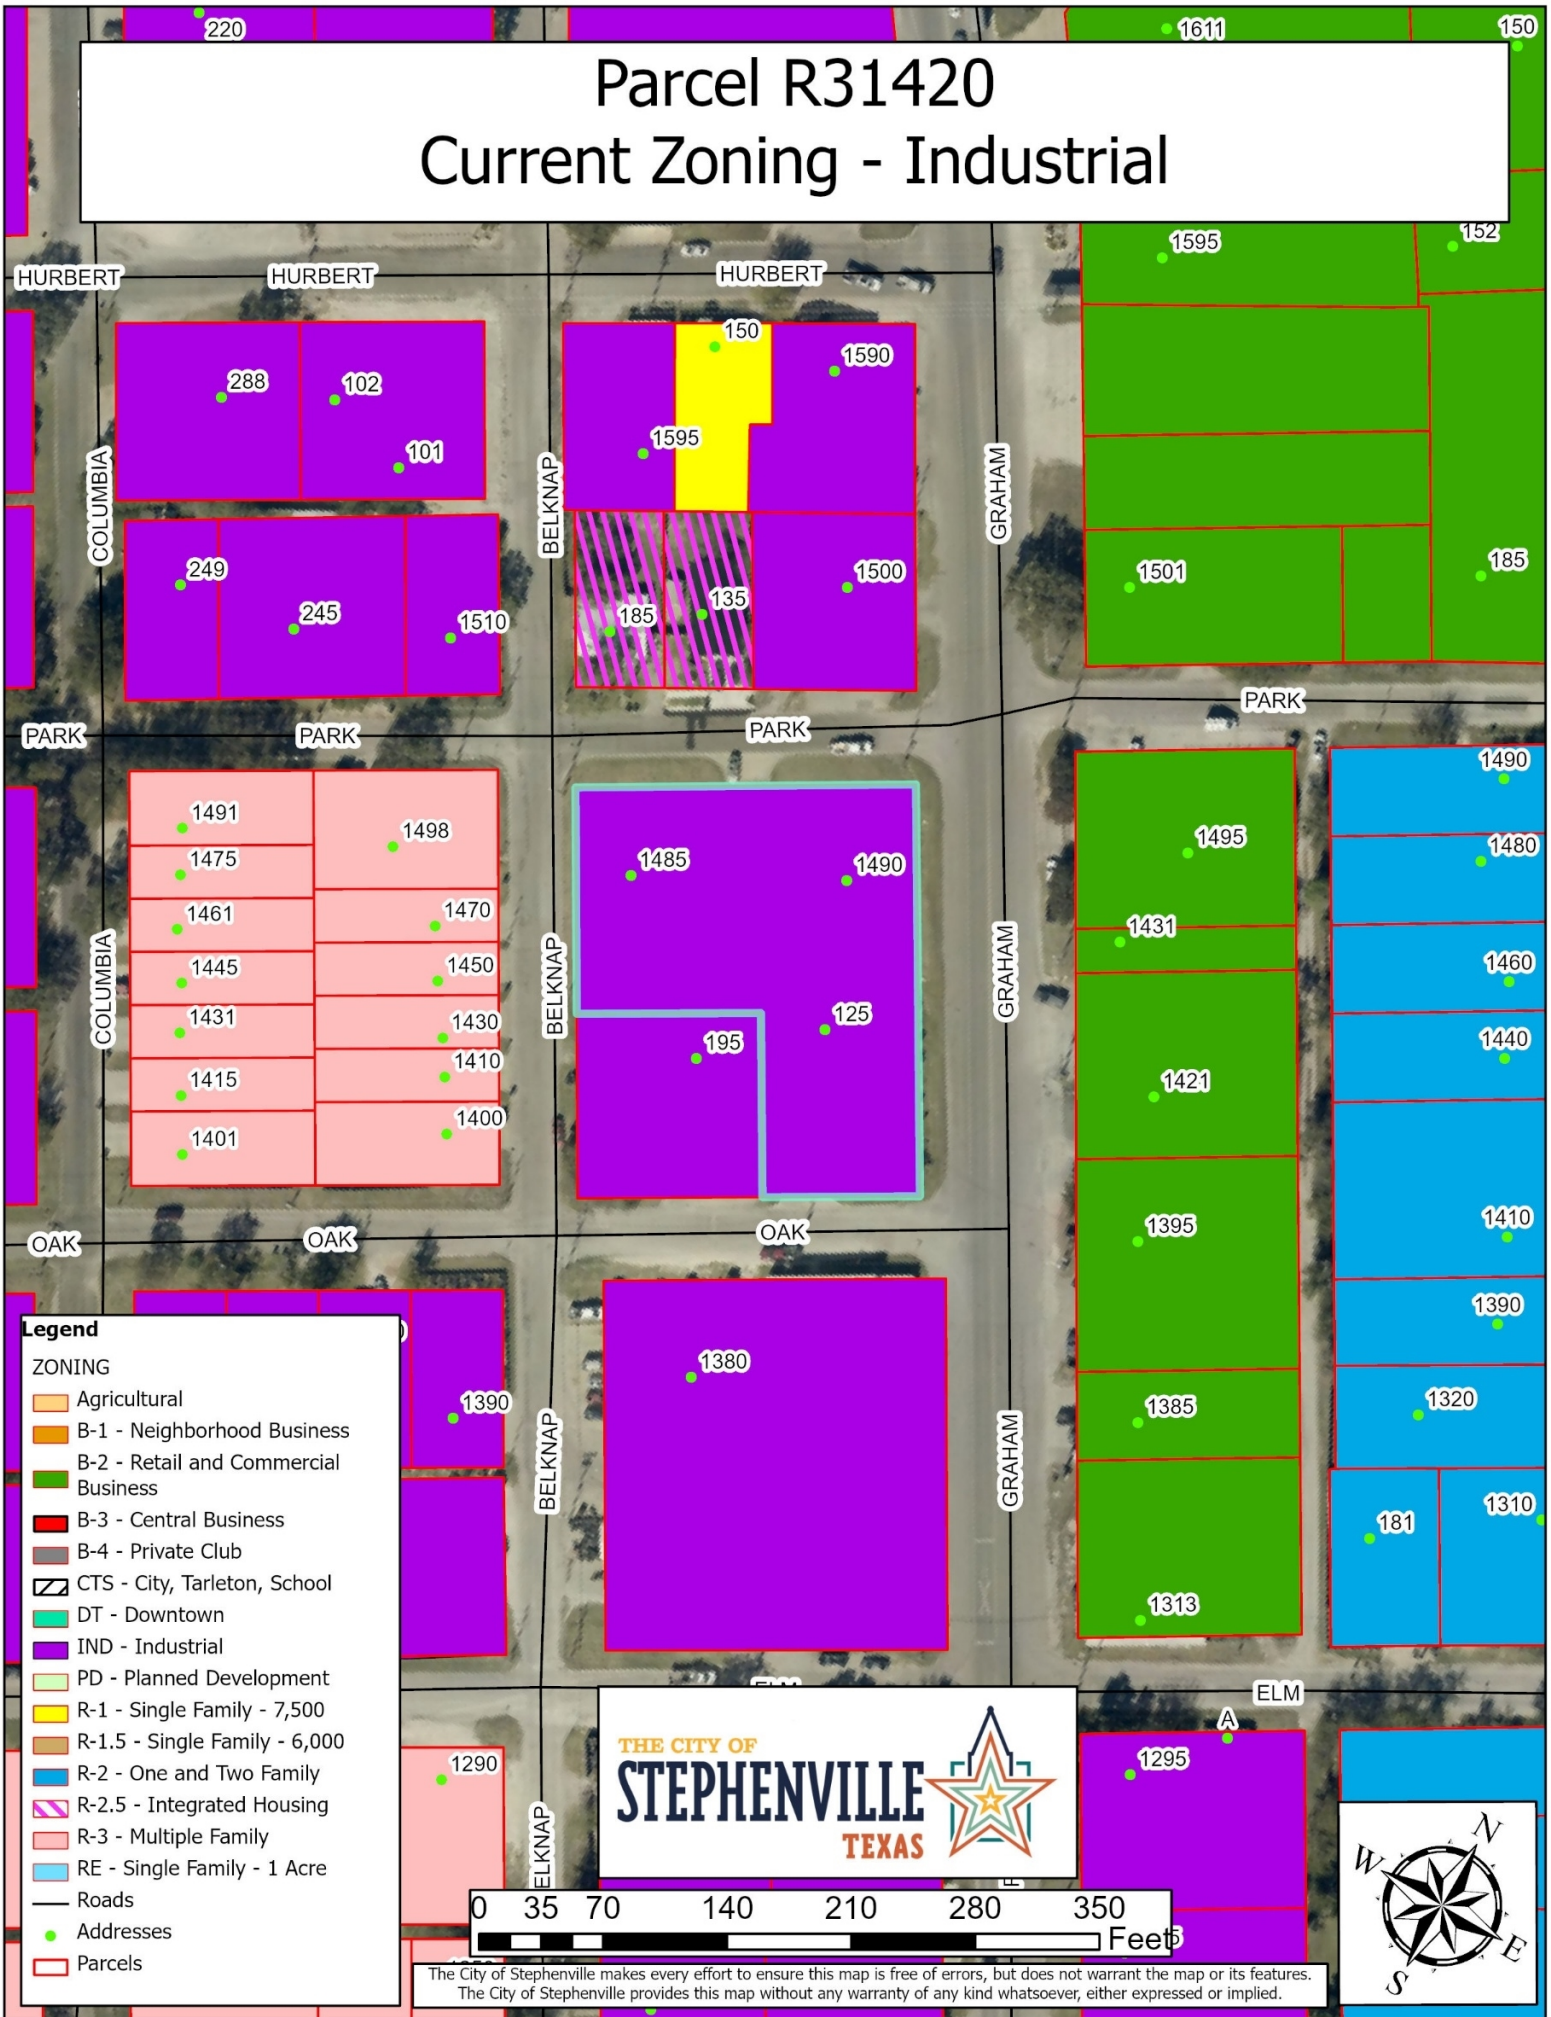 220
1611
150
Parcel R31420
Current Zoning - Industrial
1595
152
HURBERT
HURBERT
HURBERT
150
1590
288
102
1595
101
COLUMBIA
BELKNAP
GRAHAM
249
245
1510
185
135
1500
1501
185
PARK
PARK
PARK
PARK
1491
1498
1475
1461
1470
1445
1450
1431
1430
1415
1410
1401
1400
COLUMBIA
BELKNAP
GRAHAM
1485
1490
195
125
1495
1431
1421
1395
1385
1313
1490
1480
1460
1440
1410
1390
1320
181
1310
OAK
OAK
OAK
1380
1390
BELKNAP
GRAHAM
Legend
ZONING
Agricultural
B-1 - Neighborhood Business
B-2 - Retail and Commercial
Business
B-3 - Central Business
B-4 - Private Club
CTS - City, Tarleton, School
DT - Downtown
IND - Industrial
PD - Planned Development
R-1 - Single Family - 7,500
R-1.5 - Single Family - 6,000
R-2 - One and Two Family
R-2.5 - Integrated Housing
R-3 - Multiple Family
RE - Single Family - 1 Acre
Roads
Addresses
Parcels
ELM
ELM
A
1295
1290
ELKNAP
THE CITY OF
STEPHENVILLE
TEXAS
N
W
E
S
0 35 70 140 210 280 350
Feet
The City of Stephenville makes every effort to ensure this map is free of errors, but does not warrant the map or its features.
The City of Stephenville provides this map without any warranty of any kind whatsoever, either expressed or implied.